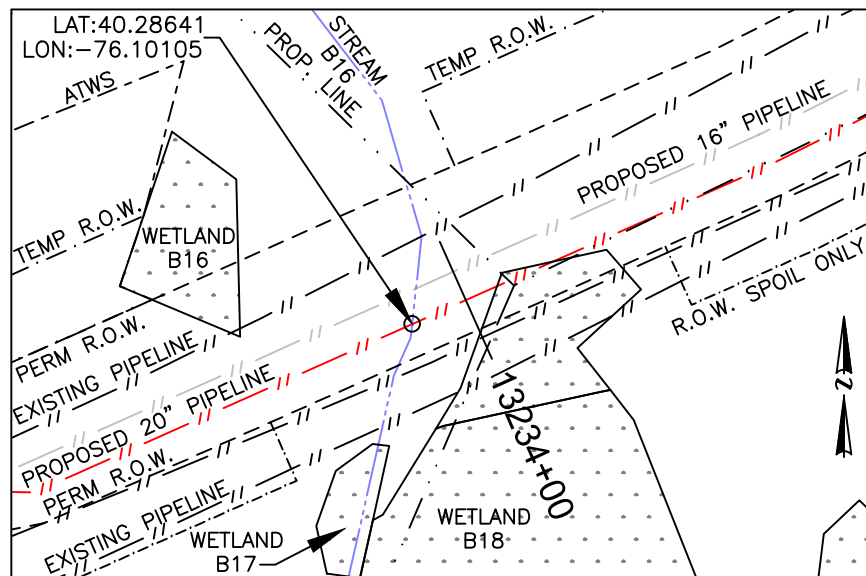 LAT:40.28641
LON:-76.10105
ATWS
PROP. LINE
STREAM
B16
TEMP R.O.W.
PROPOSED 16" PIPELINE
WETLAND
B16
TEMP R.O.W.
R.O.W. SPOIL ONLY
PERM R.O.W.
EXISTING PIPELINE
PROPOSED 20" PIPELINE
PERM R.O.W.
EXISTING PIPELINE
13234+00
WETLAND
B17
WETLAND
B18
N